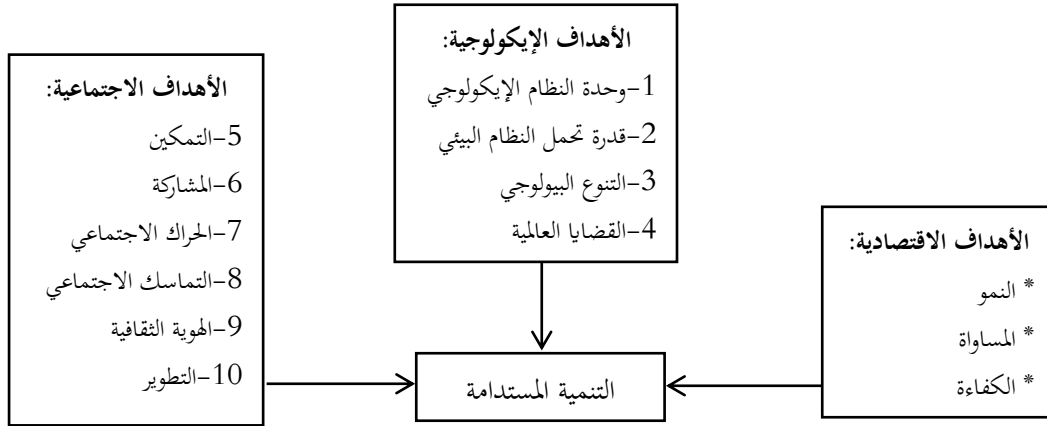 الأهداف الإيكولوجية:
1-وحدة النظام الإيكولوجي
2-قدرة تحمل النظام البيئي
3-التنوع البيولوجي
4-القضايا العالمية
الأهداف الاجتماعية:
5-التمكين
6-المشاركة
7-الحراك الاجتماعي
8-التماسك الاجتماعي
9-الهوية الثقافية
10-التطوير
الأهداف الاقتصادية:
* النمو
* المساواة
* الكفاءة
التنمية المستدامة